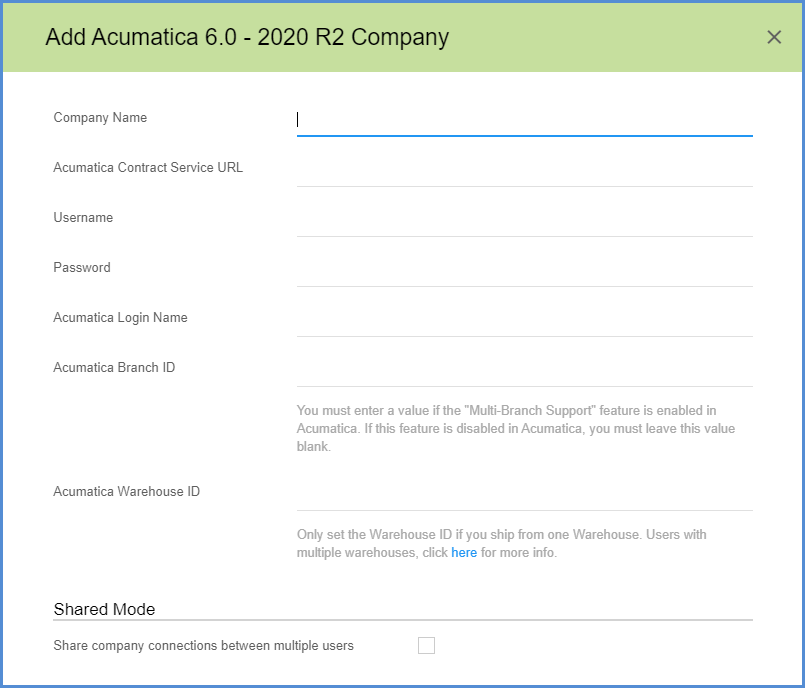 Add Acumatica 6.0 - 2020 R2 Company
Company Name
Acumatica Contract Service URL
Username
Password
Acumatica Login Name
Acumatica Branch ID
You must enter a value if the "Multi-Branch Support" feature is enabled in
Acumatica. If this feature is disabled in Acumatica, you must leave this value
blank.
Acumatica Warehouse ID
Only set the Warehouse ID if you ship from one Warehouse. Users with
multiple warehouses, click here for more info.
Shared Mode
Share company connections between multiple users